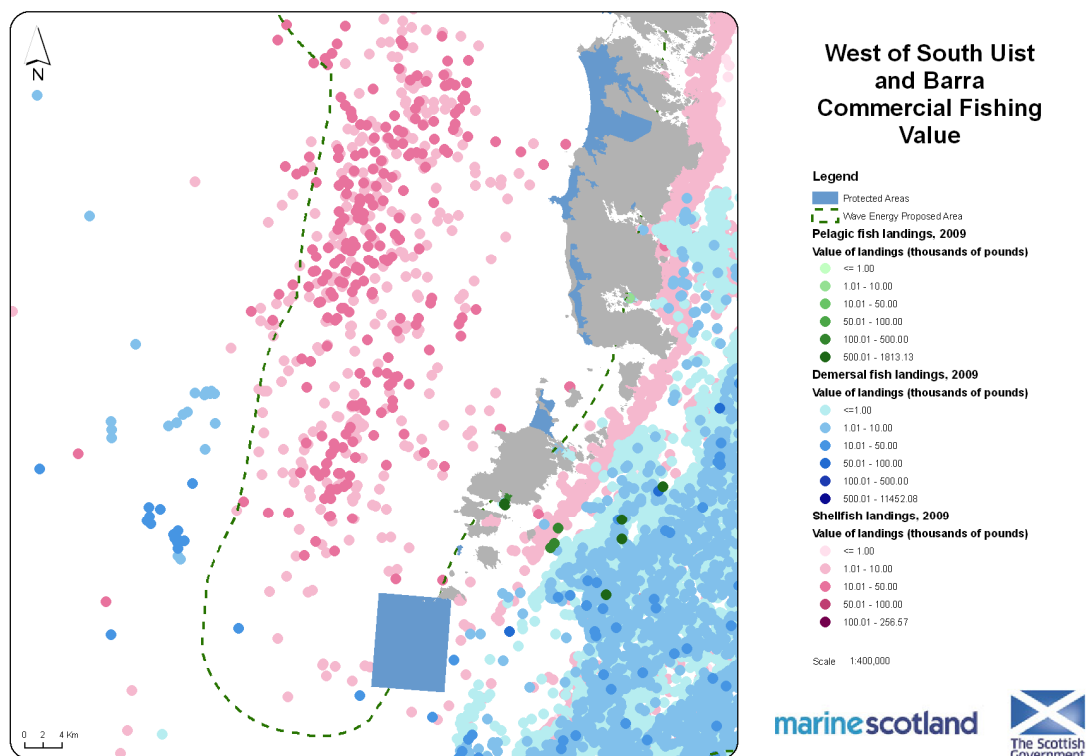 N
0 2 4 Km
West of South Uist
and Barra
Commercial Fishing
Value
Legend
Protected Areas
Wave Energy Proposed Area
Pelagic fish landings, 2009
Value of landings (thousands of pounds)
<= 1.00
1.01 - 10.00
10.01 - 50.00
50.01 - 100.00
100.01 - 500.00
500.01 - 1813.13
Demersal fish landings, 2009
Value of landings (thousands of pounds)
<=1.00
1.01 - 10.00
10.01 - 50.00
50.01 - 100.00
100.01 - 500.00
500.01 - 11452.08
Shellfish landings, 2009
Value of landings (thousands of pounds)
<= 1.00
1.01 - 10.00
10.01 - 50.00
50.01 - 100.00
100.01 - 256.57
Scale 1:400,000
marinescotland
The Scottish
Government